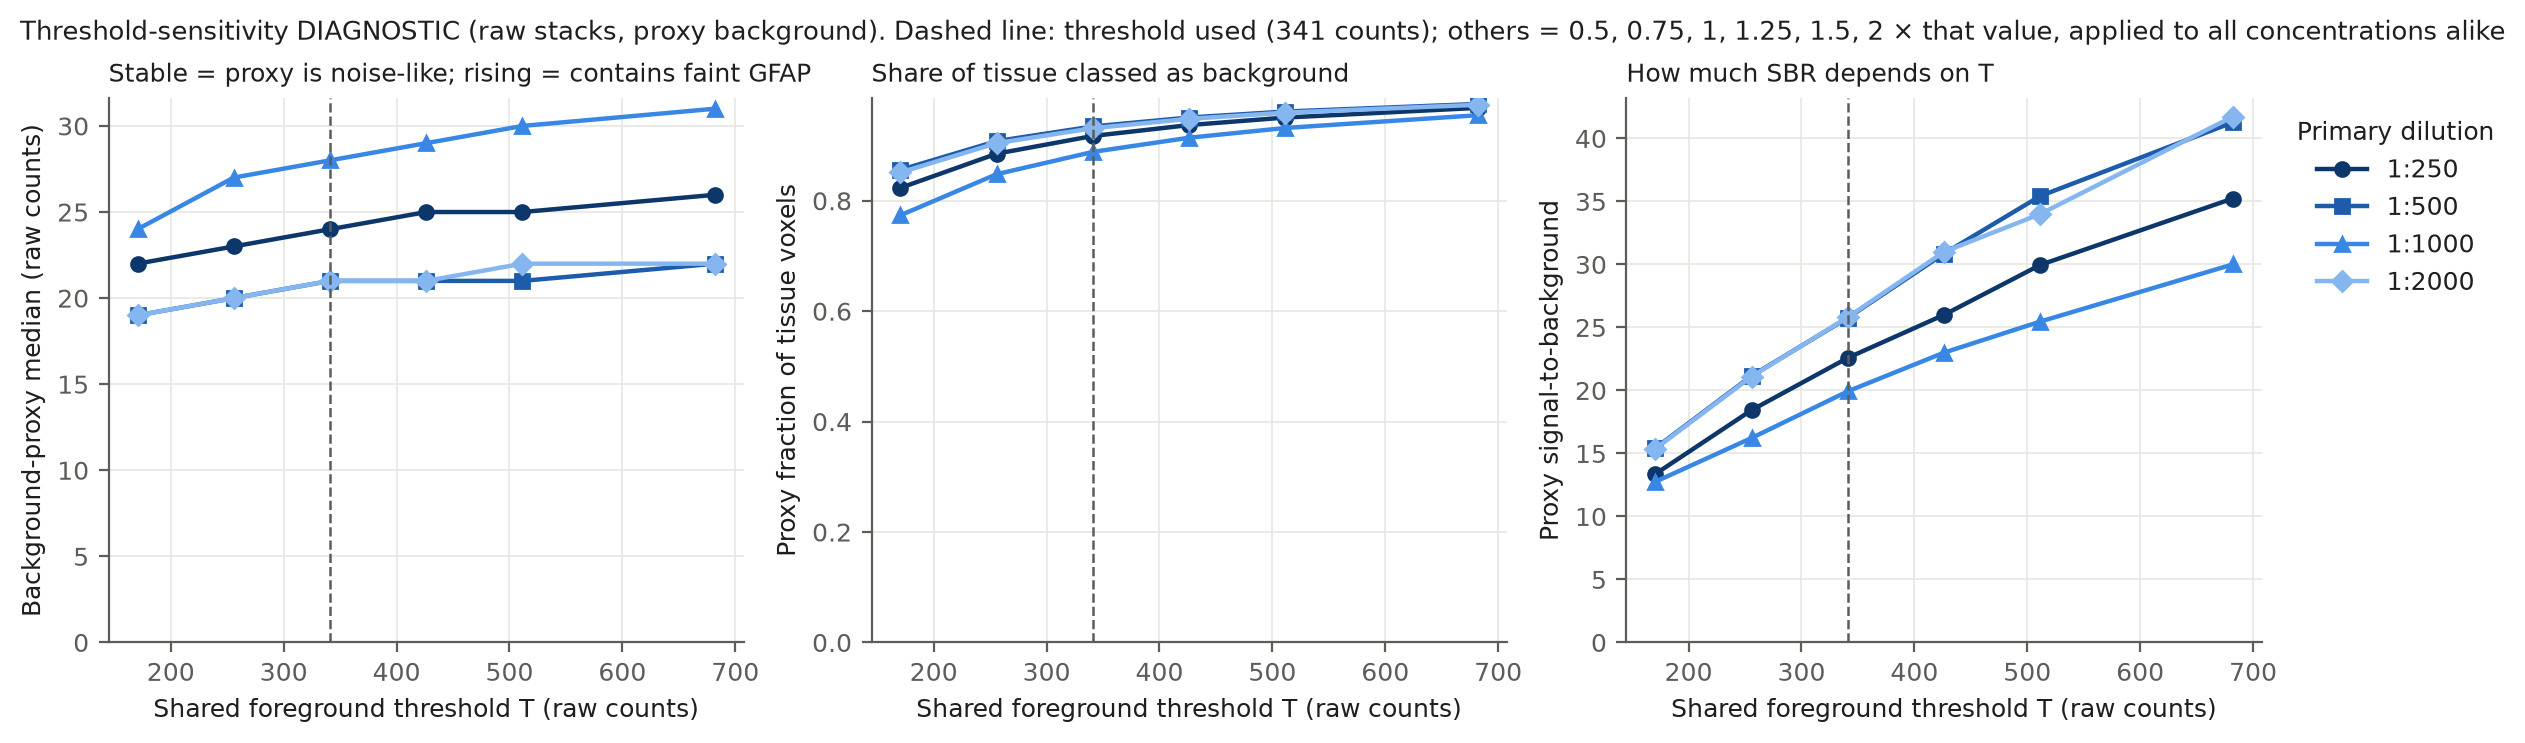 Threshold-sensitivity DIAGNOSTIC (raw stacks, proxy background). Dashed line: threshold used (341 counts); others = 0.5, 0.75, 1, 1.25, 1.5, 2 × that value, applied to all concentrations alike
Stable = proxy is noise-like; rising = contains faint GFAP
Background-proxy median (raw counts)
30
25
20
15
10
5
0
200 300 400 500 600 700
Shared foreground threshold T (raw counts)
Share of tissue classed as background
Proxy fraction of tissue voxels
0.8
0.6
0.4
0.2
0.0
200 300 400 500 600 700
Shared foreground threshold T (raw counts)
How much SBR depends on T
Proxy signal-to-background
40
35
30
25
20
15
10
5
0
200 300 400 500 600 700
Shared foreground threshold T (raw counts)
Primary dilution
1:250
1:500
1:1000
1:2000